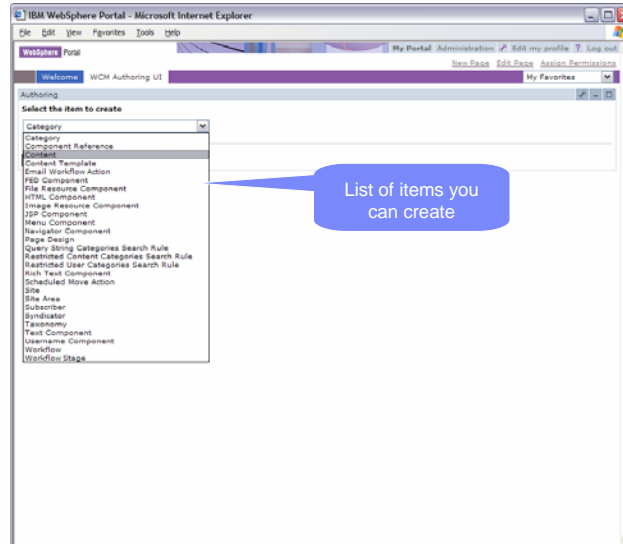 IBM WebSphere Portal - Microsoft Internet Explorer
File Edit View Favorites Tools Help
WebSphere Portal My Portal Administration Edit my profile ? Log out
New Page Edit Page Assign Permissions
Welcome WCM Authoring UI My Favorites
Authoring
Select the item to create
Category
Category
Component Reference
Content
Content Template
Email Workflow Action
FED Component
File Resource Component
HTML Component
Image Resource Component
JSP Component
Menu Component
Navigator Component
Page Design
Query String Categories Search Rule
Restricted Content Categories Search Rule
Restricted User Categories Search Rule
Rich Text Component
Scheduled Move Action
Site
Site Area
Subscriber
Syndicator
Taxonomy
Text Component
Username Component
Workflow
Workflow Stage
List of items you
can create